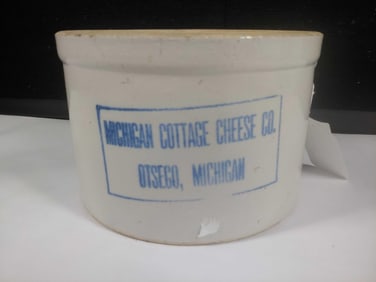 MICHIGAN COTTAGE CHEESE CO.
OTSEGO, MICHIGAN